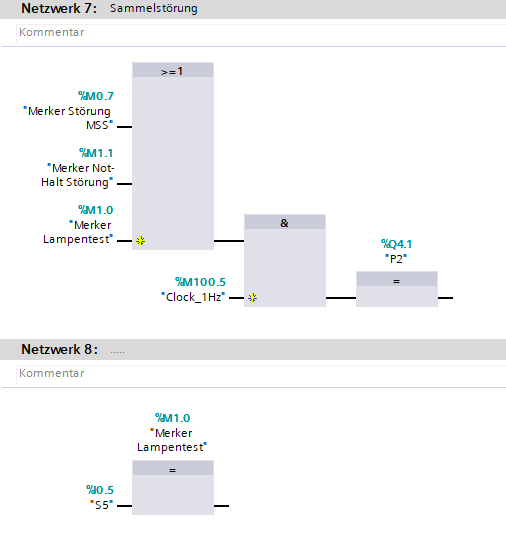 Netzwerk 7: Sammelstörung
Kommentar
>=1
%M0.7
"Merker Störung
MSS"
%M1.1
"Merker Not-
Halt Störung"
%M1.0
"Merker
Lampentest"
&
%M100.5
"Clock_1Hz"
%Q4.1
"P2"
=
Netzwerk 8: .....
Kommentar
%M1.0
"Merker
Lampentest"
=
%I0.5
"S5"